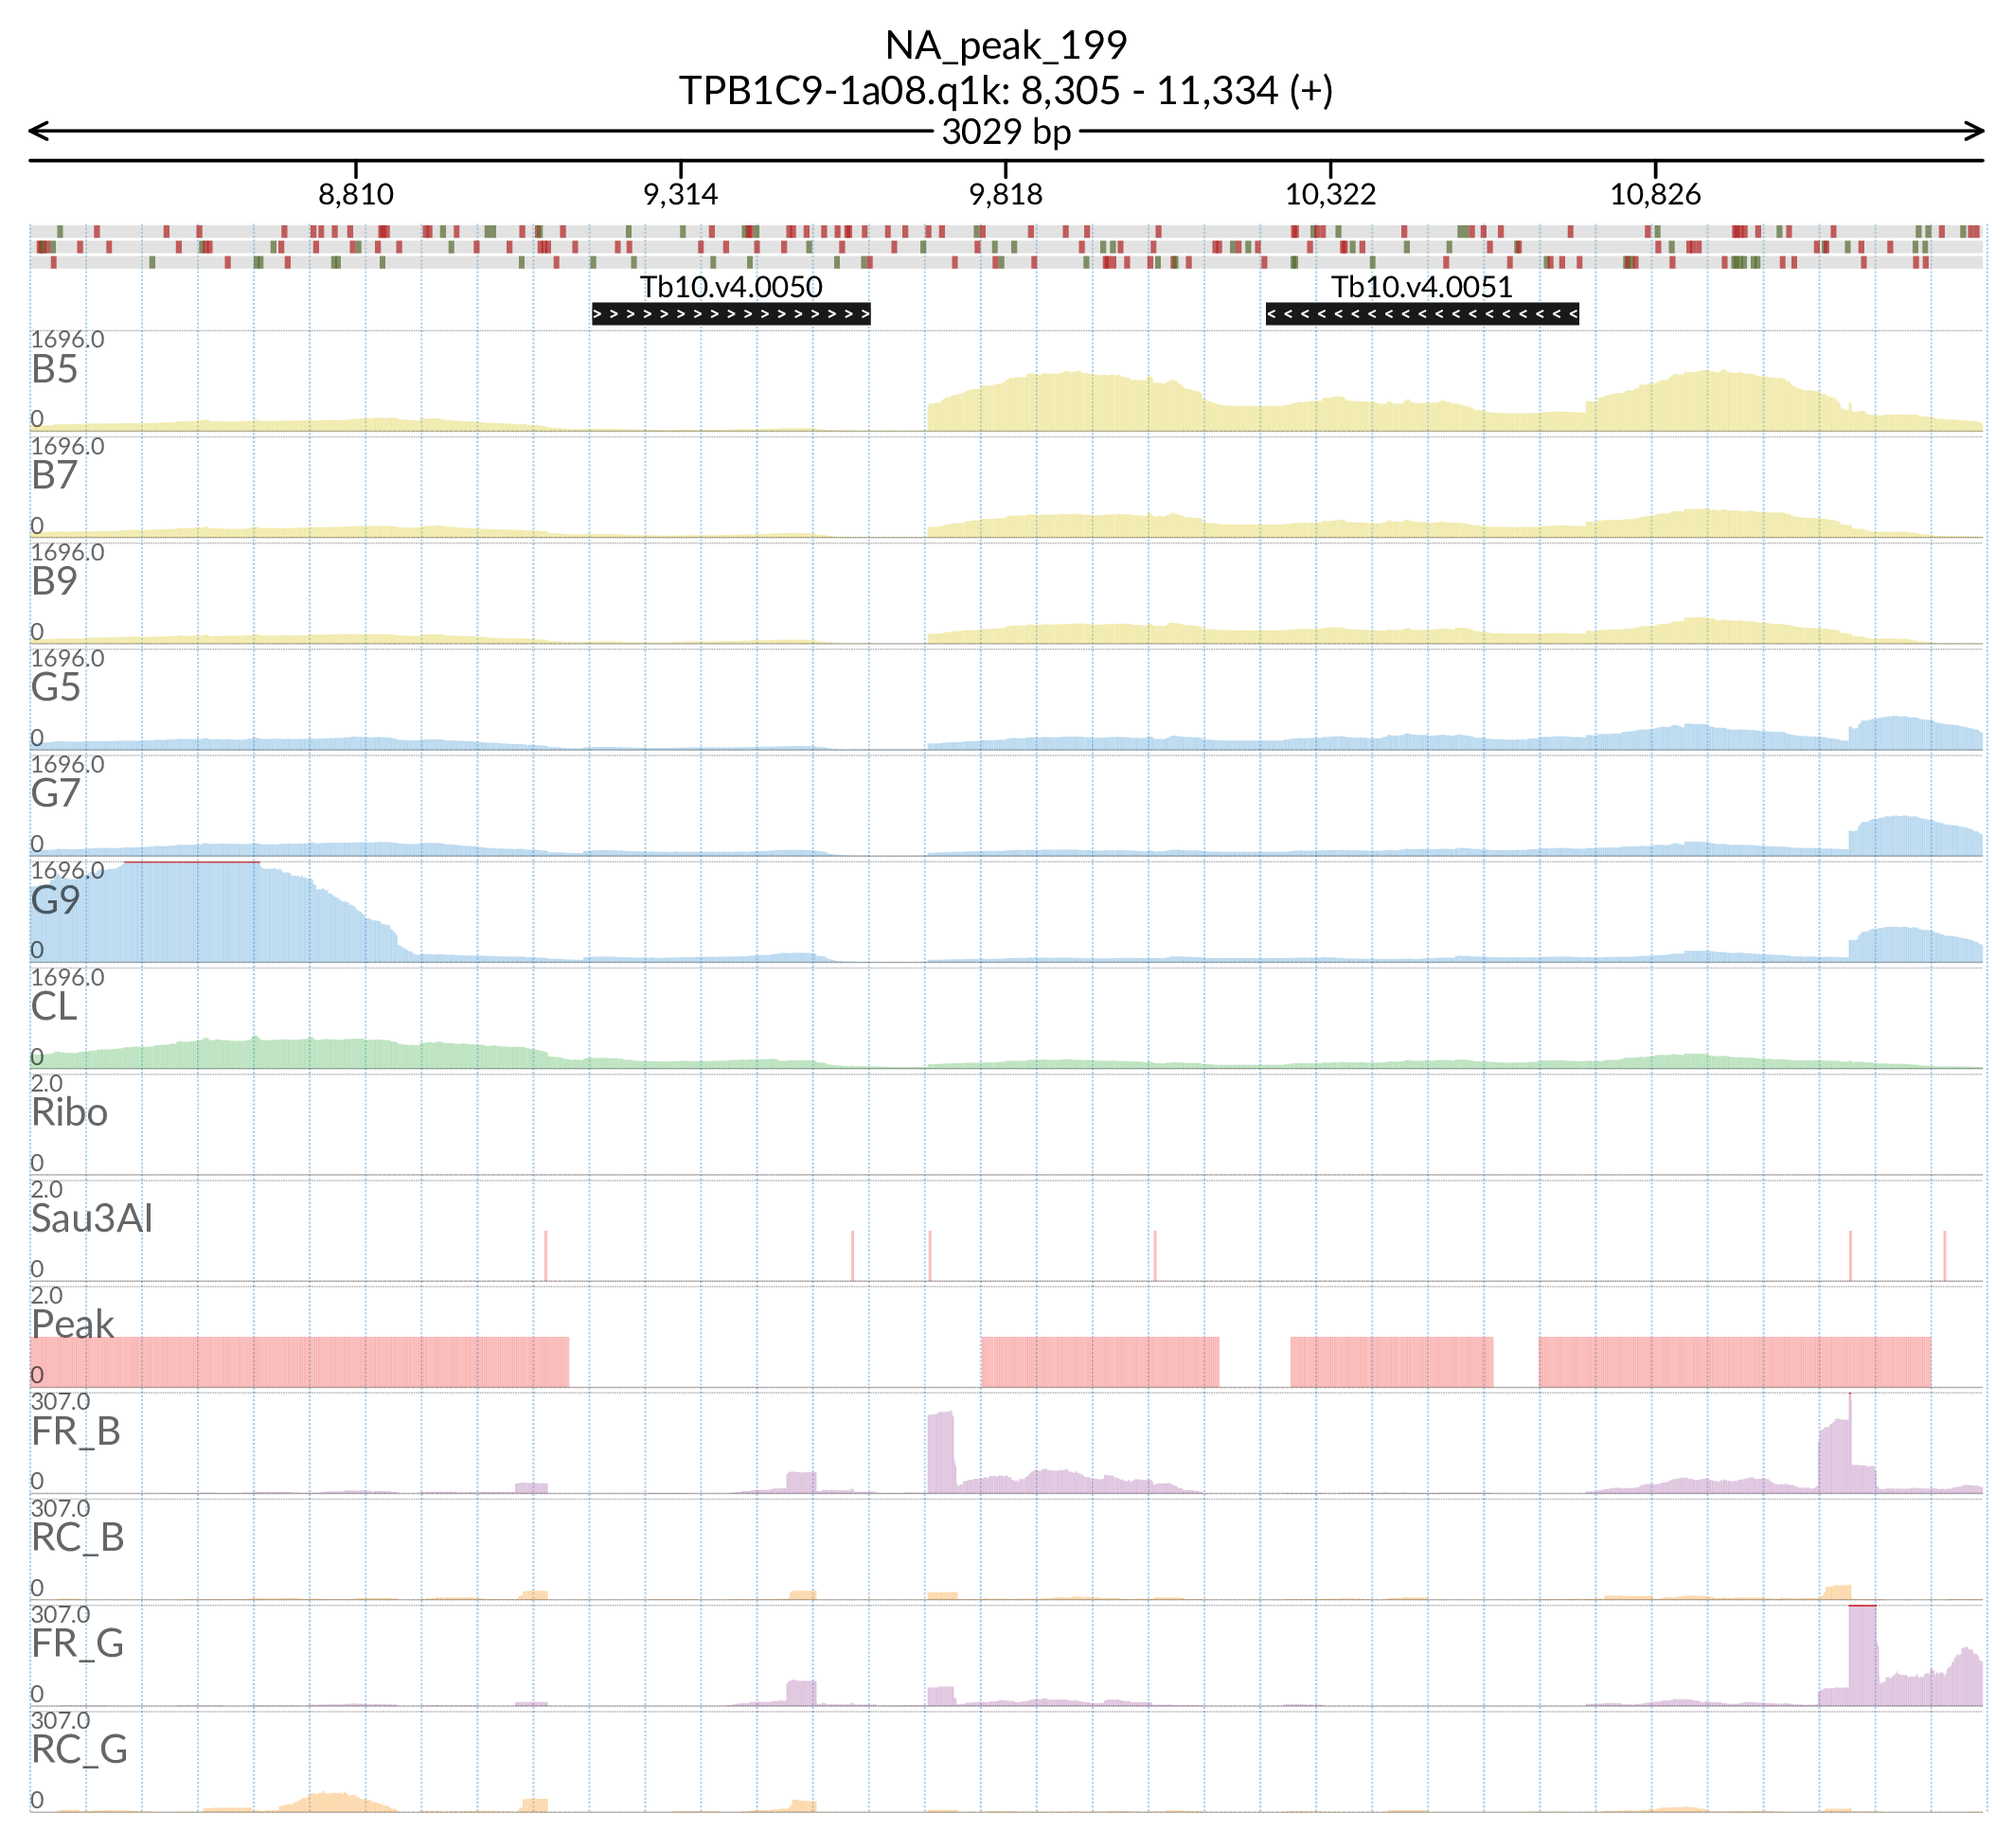 NA_peak_199
TPB1C9-1a08.q1k: 8,305 - 11,334 (+)
3029 bp
8,810 9,314 9,818 10,322 10,826
Tb10.v4.0050 Tb10.v4.0051
1696.0
B5
0
1696.0
B7
0
1696.0
B9
0
1696.0
G5
0
1696.0
G7
0
1696.0
G9
0
1696.0
CL
0
2.0
Ribo
0
2.0
Sau3AI
0
2.0
Peak
0
307.0
FR_B
0
307.0
RC_B
0
307.0
FR_G
0
307.0
RC_G
0